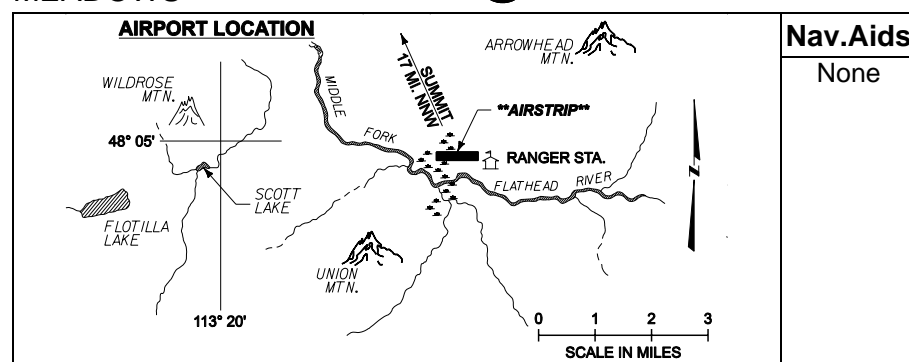 AIRPORT LOCATION
Nav.Aids
None
ARROWHEAD
MTN.
WILDROSE
MTN.
SUMMIT
17 MI. NNW
MIDDLE
FORK
**AIRSTRIP**
48° 05'
RANGER STA.
FLATHEAD RIVER
SCOTT
LAKE
FLOTILLA
LAKE
UNION
MTN.
N
113° 20'
0 1 2 3
SCALE IN MILES